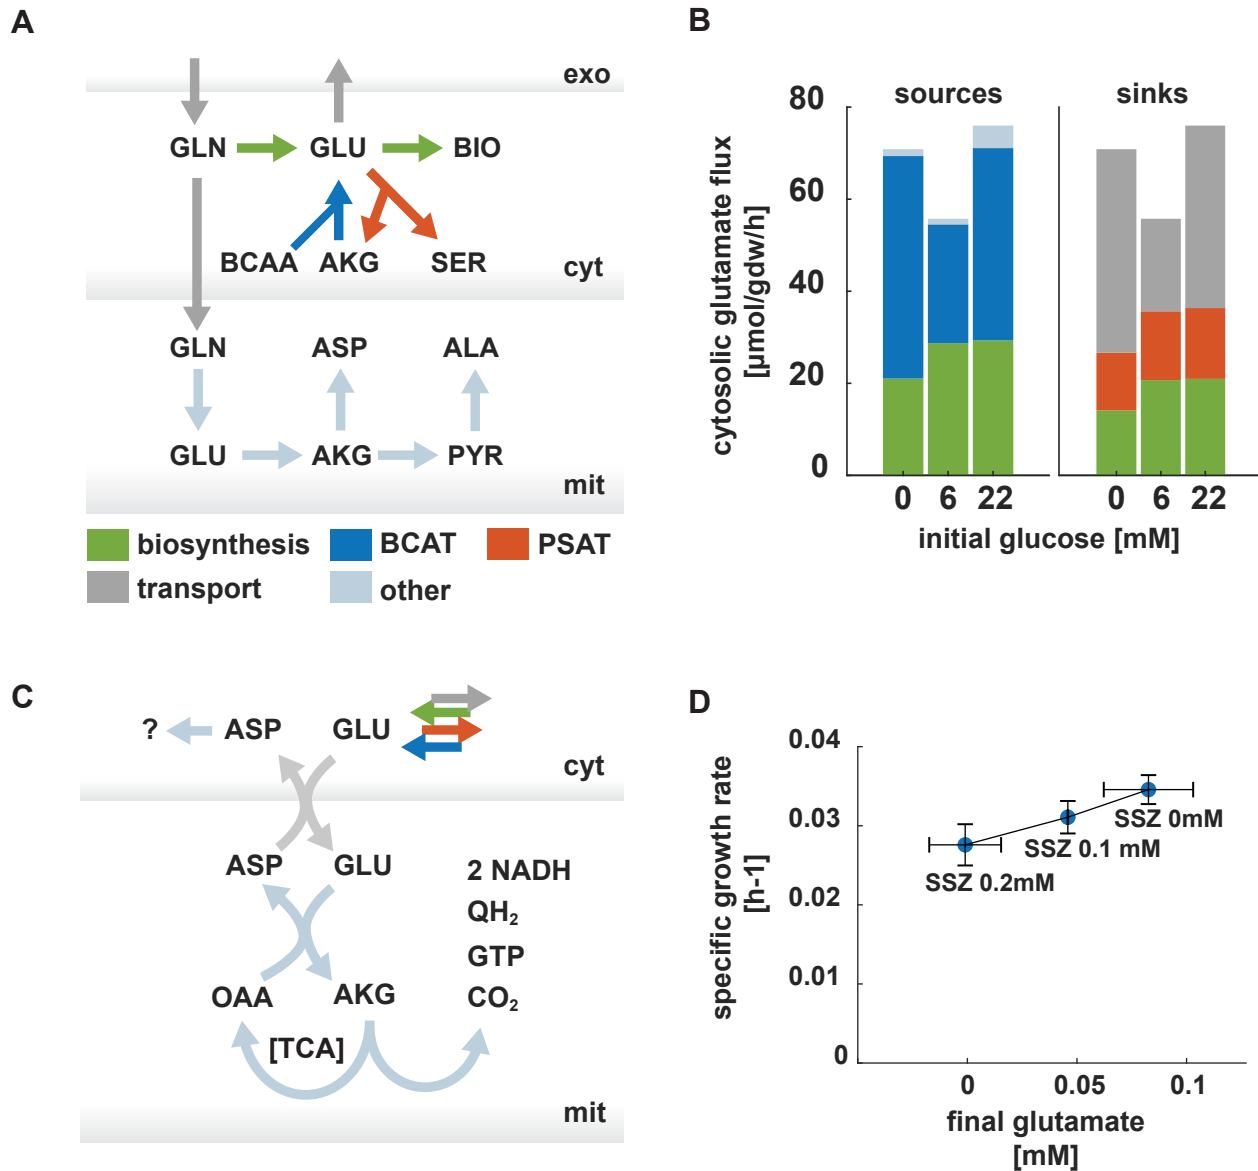 A
exo
GLN GLU BIO
BCAA AKG SER
cyt
GLN ASP ALA
GLU AKG PYR
mit
biosynthesis BCAT PSAT
transport other
B
sources sinks
cytosolic glutamate flux
[µmol/gdw/h]
80
60
40
20
0
0 6 22 0 6 22
initial glucose [mM]
C
? ASP GLU
cyt
ASP GLU
2 NADH
QH₂
GTP
CO₂
OAA AKG
[TCA]
mit
D
specific growth rate
[h-1]
0.04
0.03
0.02
0.01
0
SSZ 0mM
SSZ 0.1 mM
SSZ 0.2mM
0 0.05 0.1
final glutamate
[mM]